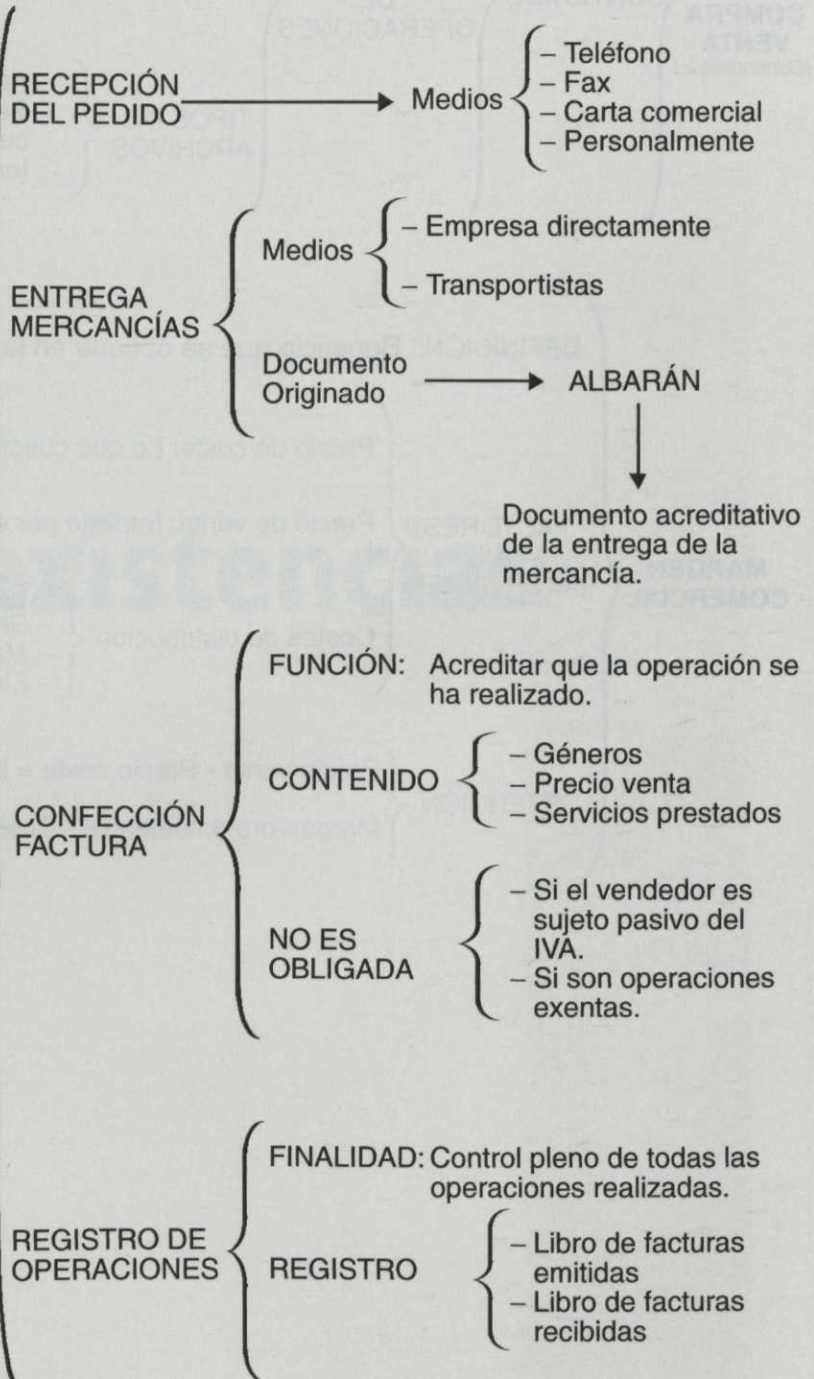 RECEPCIÓN
DEL PEDIDO
Medios
– Teléfono
– Fax
– Carta comercial
– Personalmente
ENTREGA
MERCANCÍAS
Medios
– Empresa directamente
– Transportistas
Documento
Originado
ALBARÁN
Documento acreditativo
de la entrega de la
mercancía.
CONFECCIÓN
FACTURA
FUNCIÓN: Acreditar que la operación se
ha realizado.
CONTENIDO
– Géneros
– Precio venta
– Servicios prestados
NO ES
OBLIGADA
– Si el vendedor es
sujeto pasivo del
IVA.
– Si son operaciones
exentas.
REGISTRO DE
OPERACIONES
FINALIDAD: Control pleno de todas las
operaciones realizadas.
REGISTRO
– Libro de facturas
emitidas
– Libro de facturas
recibidas